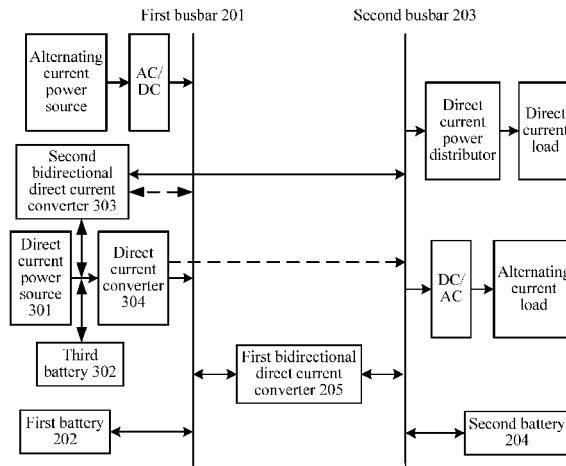 First busbar 201
Second busbar 203
Alternating
current
power
source
AC/
DC
Direct
current
power
distributor
Direct
current
load
Second
bidirectional
direct current
converter 303
Direct
current
power
source
301
Direct
current
converter
304
DC/
AC
Alternating
current
load
Third
battery 302
First bidirectional
direct current
converter 205
First battery
202
Second battery
204